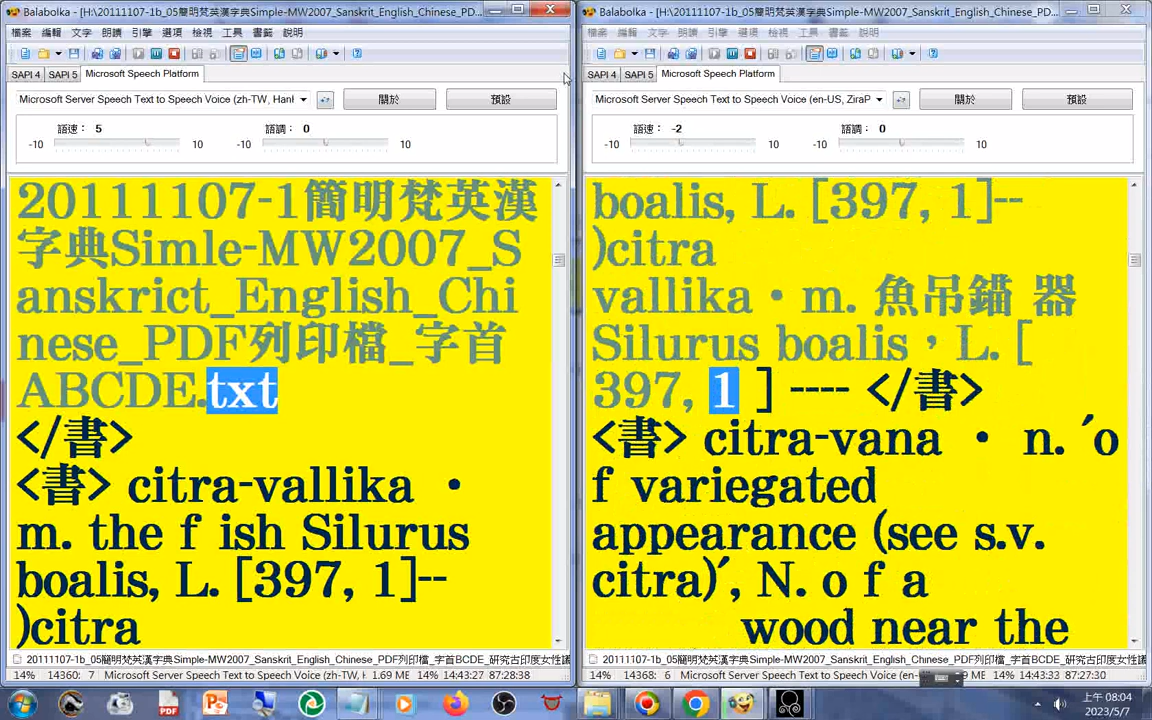 Balabolka - [H:\20111107-1b_05簡明梵英漢字典Simple-MW2007_Sanskrit_English_Chinese_PD...
檔案 編輯 文字 朗讀 引擎 選項 檢視 工具 書籤 說明
SAPI 4 SAPI 5 Microsoft Speech Platform
Microsoft Server Speech Text to Speech Voice (zh-TW, Hanl
關於 預設
語速： 5 語調： 0
-10 10 -10 10
20111107-1簡明梵英漢
字典Simle-MW2007_S
anskrict_English_Chi
nese_PDF列印檔_字首
ABCDE.txt
</書>
<書> citra-vallika •
m. the f ish Silurus
boalis, L. [397, 1]--
)citra
20111107-1b_05簡明梵英漢字典Simple-MW2007_Sanskrit_English_Chinese_PDF列印檔_字首BCDE_研究古印度女性議
14% 14360: 7 Microsoft Server Speech Text to Speech Voice (zh-TW, H 1.69 ME 14% 14:43:27 87:28:38
Balabolka - [H:\20111107-1b_05簡明梵英漢字典Simple-MW2007_Sanskrit_English_Chinese_PD...
檔案 編輯 文字 朗讀 引擎 選項 檢視 工具 書籤 說明
SAPI 4 SAPI 5 Microsoft Speech Platform
Microsoft Server Speech Text to Speech Voice (en-US, ZiraP
關於 預設
語速： -2 語調： 0
-10 10 -10 10
boalis, L. [397, 1]--
)citra
vallika • m. 魚吊錨 器
Silurus boalis，L. [
397, 1 ] ---- </書>
<書> citra-vana • n. ´o
f variegated
appearance (see s.v.
citra)´, N. o f a
wood near the
20111107-1b_05簡明梵英漢字典Simple-MW2007_Sanskrit_English_Chinese_PDF列印檔_字首BCDE_研究古印度女性議
14% 14368: 6 Microsoft Server Speech Text to Speech Voice (en-US, 9 ME 14% 14:43:33 87:27:30
上午 08:04
2023/5/7